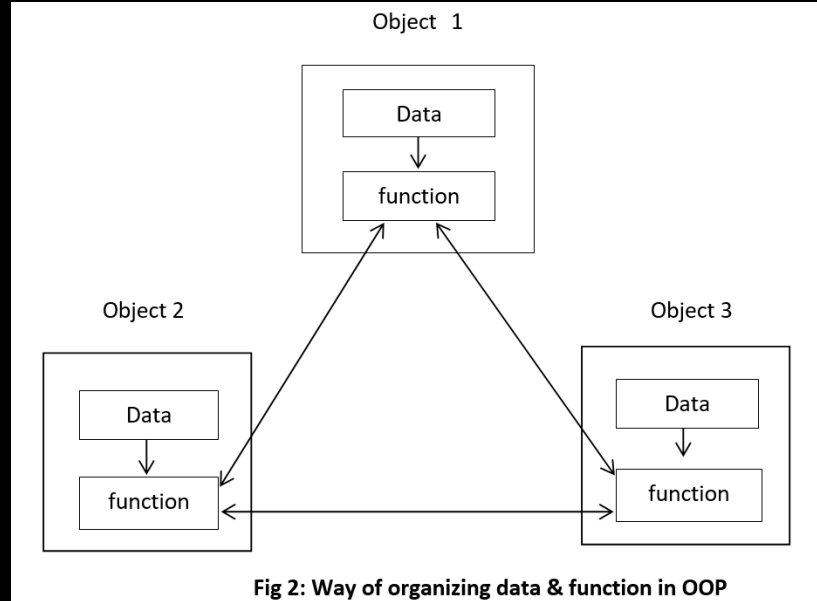 Object 1
Data
function
Object 2
Data
function
Object 3
Data
function
Fig 2: Way of organizing data & function in OOP